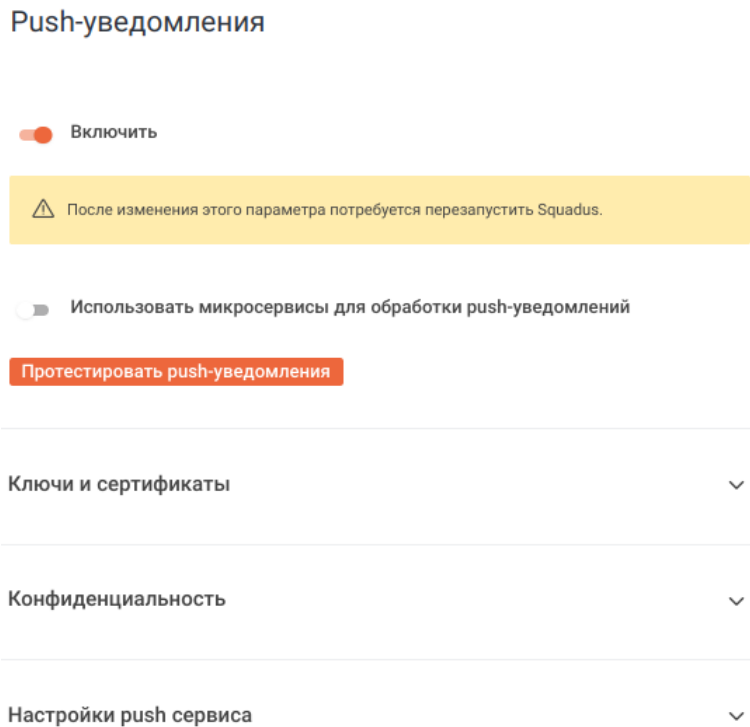 Push-уведомления
Включить
После изменения этого параметра потребуется перезапустить Squadus.
Использовать микросервисы для обработки push-уведомлений
Протестировать push-уведомления
Ключи и сертификаты
Конфиденциальность
Настройки push сервиса